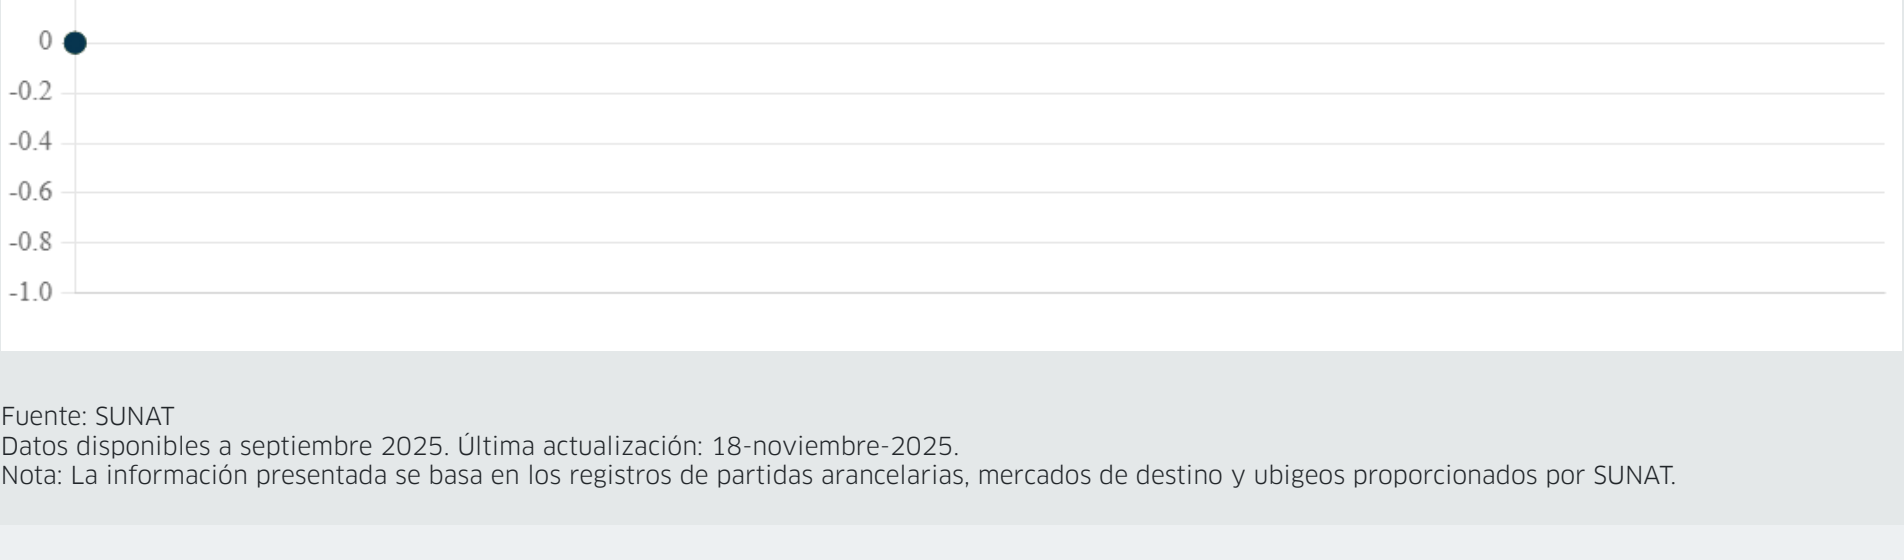 0
-0.2
-0.4
-0.6
-0.8
-1.0
Fuente: SUNAT
Datos disponibles a septiembre 2025. Última actualización: 18-noviembre-2025.
Nota: La información presentada se basa en los registros de partidas arancelarias, mercados de destino y ubigeos proporcionados por SUNAT.